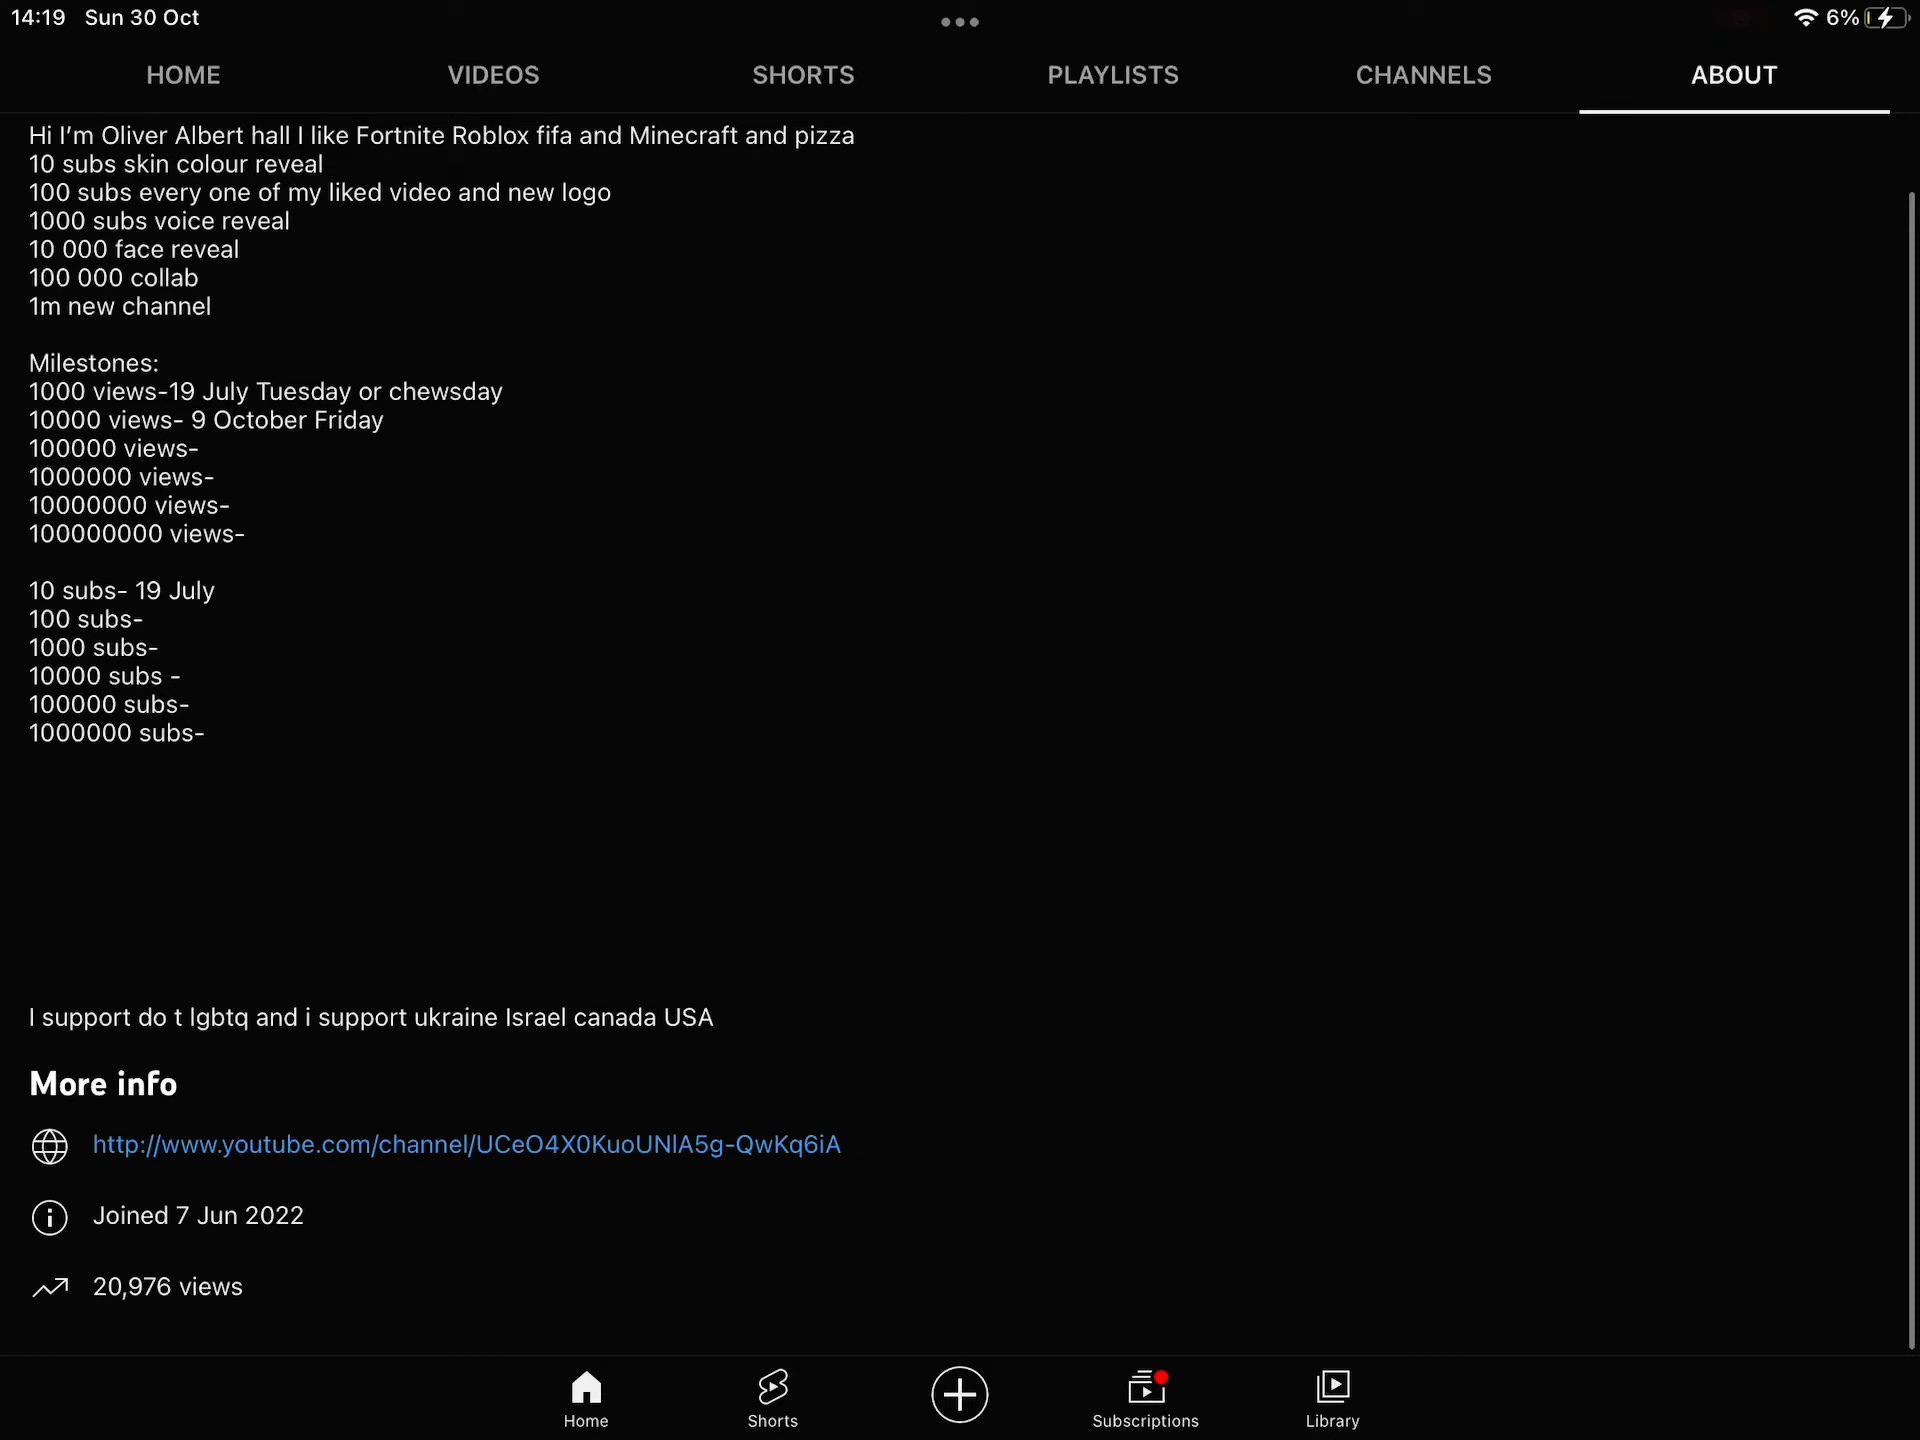 14:19 Sun 30 Oct
6%
HOME VIDEOS SHORTS PLAYLISTS CHANNELS ABOUT
Hi I’m Oliver Albert hall I like Fortnite Roblox fifa and Minecraft and pizza
10 subs skin colour reveal
100 subs every one of my liked video and new logo
1000 subs voice reveal
10 000 face reveal
100 000 collab
1m new channel
Milestones:
1000 views-19 July Tuesday or chewsday
10000 views- 9 October Friday
100000 views-
1000000 views-
10000000 views-
100000000 views-
10 subs- 19 July
100 subs-
1000 subs-
10000 subs -
100000 subs-
1000000 subs-
I support do t lgbtq and i support ukraine Israel canada USA
More info
http://www.youtube.com/channel/UCeO4X0KuoUNlA5g-QwKq6iA
Joined 7 Jun 2022
20,976 views
Home Shorts Subscriptions Library